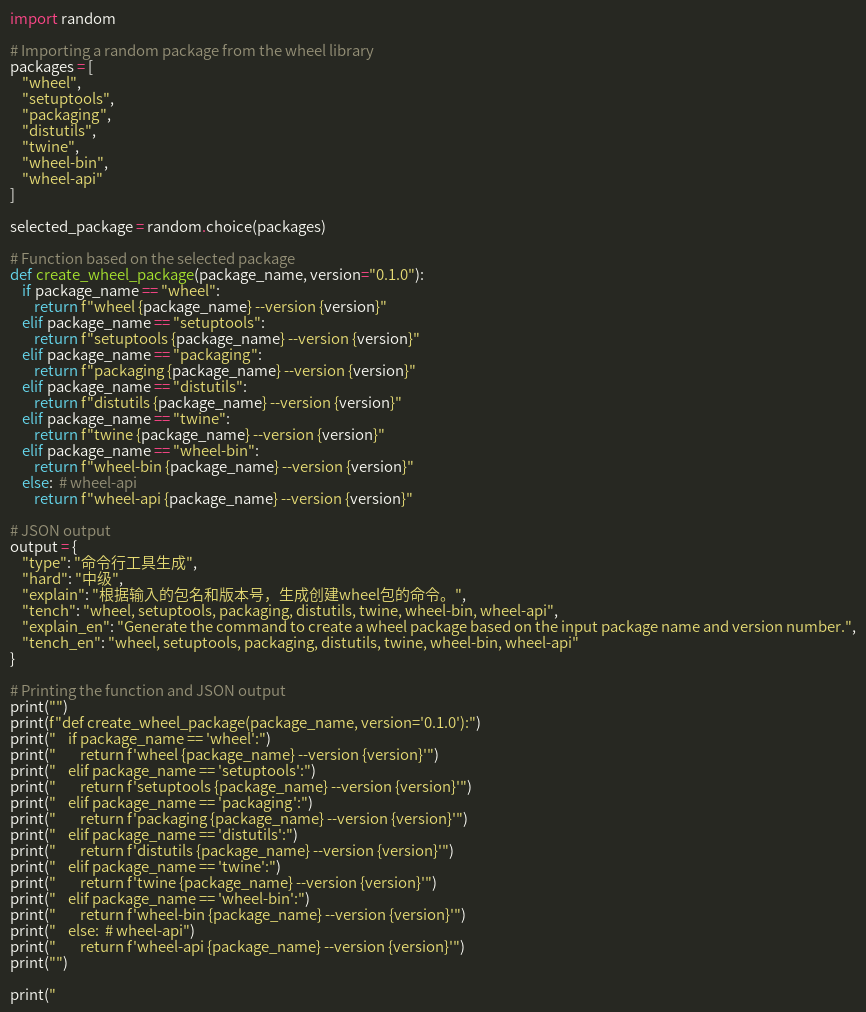 import random

# Importing a random package from the wheel library
packages = [
    "wheel",
    "setuptools",
    "packaging",
    "distutils",
    "twine",
    "wheel-bin",
    "wheel-api"
]

selected_package = random.choice(packages)

# Function based on the selected package
def create_wheel_package(package_name, version="0.1.0"):
    if package_name == "wheel":
        return f"wheel {package_name} --version {version}"
    elif package_name == "setuptools":
        return f"setuptools {package_name} --version {version}"
    elif package_name == "packaging":
        return f"packaging {package_name} --version {version}"
    elif package_name == "distutils":
        return f"distutils {package_name} --version {version}"
    elif package_name == "twine":
        return f"twine {package_name} --version {version}"
    elif package_name == "wheel-bin":
        return f"wheel-bin {package_name} --version {version}"
    else:  # wheel-api
        return f"wheel-api {package_name} --version {version}"

# JSON output
output = {
    "type": "命令行工具生成",
    "hard": "中级",
    "explain": "根据输入的包名和版本号，生成创建wheel包的命令。",
    "tench": "wheel, setuptools, packaging, distutils, twine, wheel-bin, wheel-api",
    "explain_en": "Generate the command to create a wheel package based on the input package name and version number.",
    "tench_en": "wheel, setuptools, packaging, distutils, twine, wheel-bin, wheel-api"
}

# Printing the function and JSON output
print("")
print(f"def create_wheel_package(package_name, version='0.1.0'):")
print("    if package_name == 'wheel':")
print("        return f'wheel {package_name} --version {version}'")
print("    elif package_name == 'setuptools':")
print("        return f'setuptools {package_name} --version {version}'")
print("    elif package_name == 'packaging':")
print("        return f'packaging {package_name} --version {version}'")
print("    elif package_name == 'distutils':")
print("        return f'distutils {package_name} --version {version}'")
print("    elif package_name == 'twine':")
print("        return f'twine {package_name} --version {version}'")
print("    elif package_name == 'wheel-bin':")
print("        return f'wheel-bin {package_name} --version {version}'")
print("    else:  # wheel-api")
print("        return f'wheel-api {package_name} --version {version}'")
print("")

print("